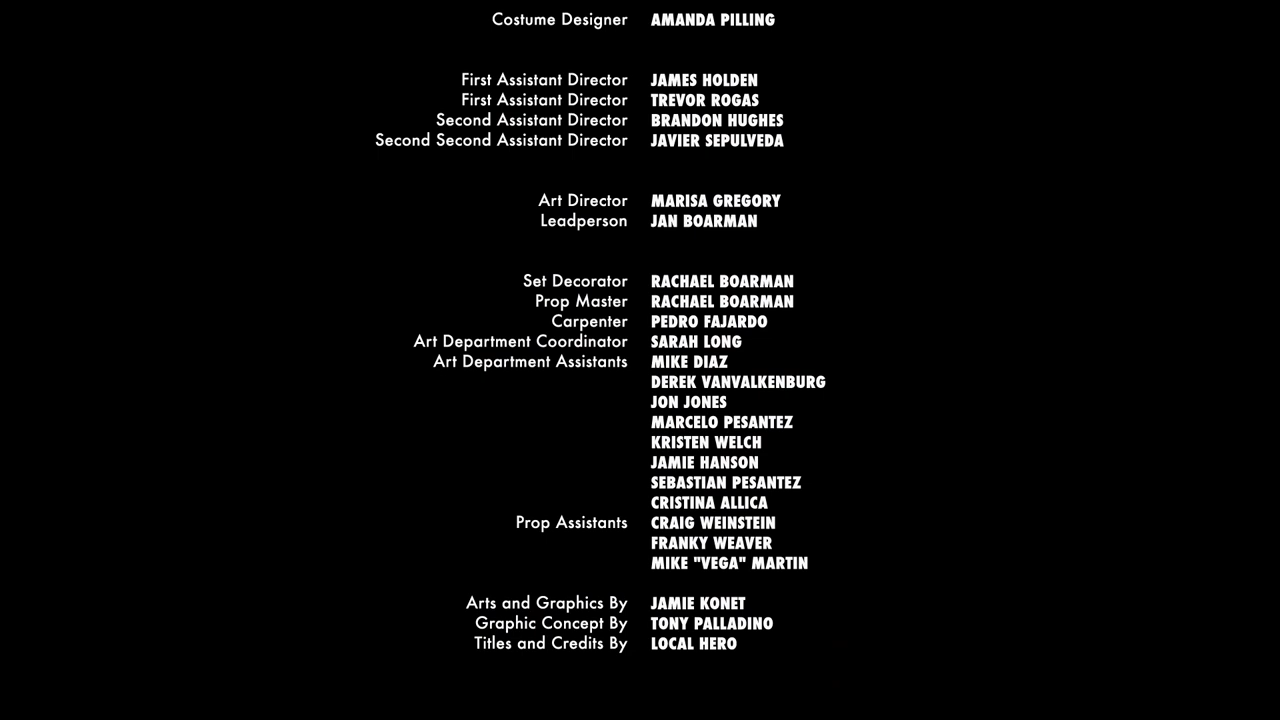 Costume Designer AMANDA PILLING
First Assistant Director JAMES HOLDEN
First Assistant Director TREVOR ROGAS
Second Assistant Director BRANDON HUGHES
Second Second Assistant Director JAVIER SEPULVEDA
Art Director MARISA GREGORY
Leadperson JAN BOARMAN
Set Decorator RACHAEL BOARMAN
Prop Master RACHAEL BOARMAN
Carpenter PEDRO FAJARDO
Art Department Coordinator SARAH LONG
Art Department Assistants MIKE DIAZ
DEREK VANVALKENBURG
JON JONES
MARCELO PESANTEZ
KRISTEN WELCH
JAMIE HANSON
SEBASTIAN PESANTEZ
CRISTINA ALLICA
Prop Assistants CRAIG WEINSTEIN
FRANKY WEAVER
MIKE "VEGA" MARTIN
Arts and Graphics By JAMIE KONET
Graphic Concept By TONY PALLADINO
Titles and Credits By LOCAL HERO